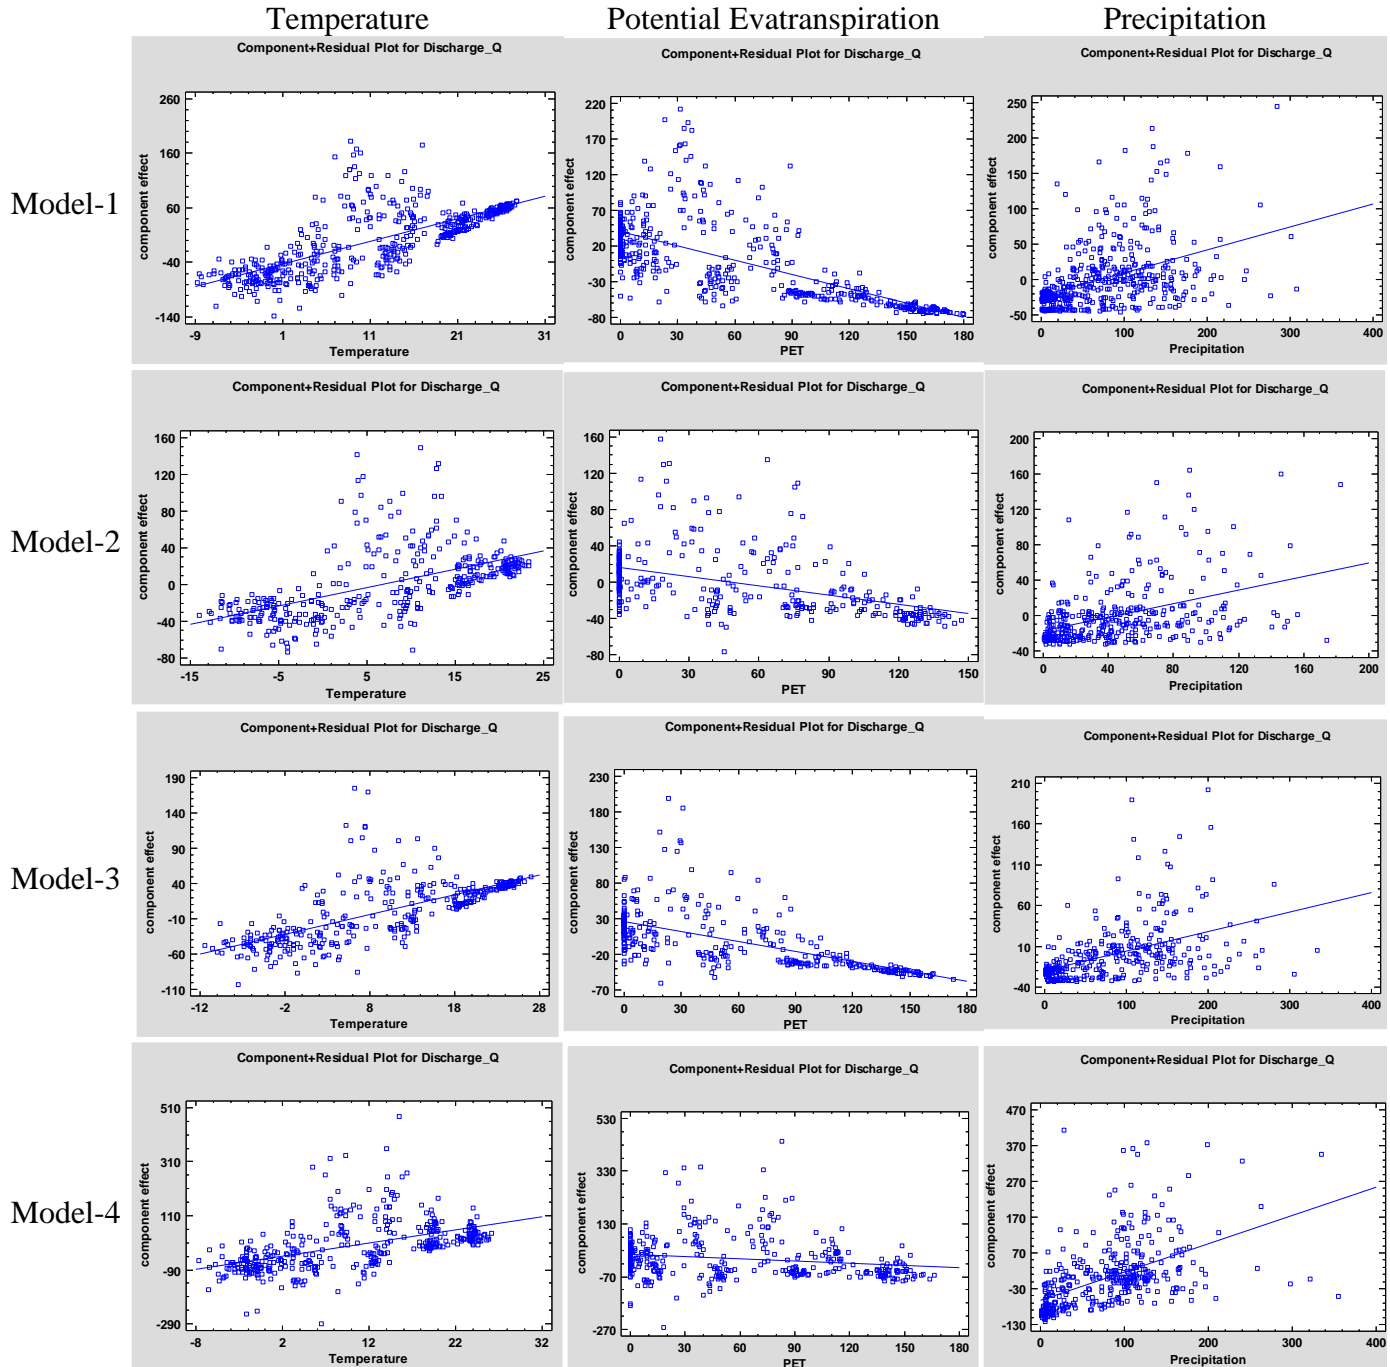 Temperature Potential Evatranspiration Precipitation
Model-1
Component+Residual Plot for Discharge_Q
component effect
260
160
60
-40
-140
-9 1 11 21 31
Temperature
Component+Residual Plot for Discharge_Q
component effect
220
170
120
70
20
-30
-80
0 30 60 90 120 150 180
PET
Component+Residual Plot for Discharge_Q
component effect
250
200
150
100
50
0
-50
0 100 200 300 400
Precipitation
Model-2
Component+Residual Plot for Discharge_Q
component effect
160
120
80
40
0
-40
-80
-15 -5 5 15 25
Temperature
Component+Residual Plot for Discharge_Q
component effect
160
120
80
40
0
-40
-80
0 30 60 90 120 150
PET
Component+Residual Plot for Discharge_Q
component effect
200
160
120
80
40
0
-40
0 40 80 120 160 200
Precipitation
Model-3
Component+Residual Plot for Discharge_Q
component effect
190
140
90
40
-10
-60
-110
-12 -2 8 18 28
Temperature
Component+Residual Plot for Discharge_Q
component effect
230
180
130
80
30
-20
-70
0 30 60 90 120 150 180
PET
Component+Residual Plot for Discharge_Q
component effect
210
160
110
60
10
-40
0 100 200 300 400
Precipitation
Model-4
Component+Residual Plot for Discharge_Q
component effect
510
310
110
-90
-290
-8 2 12 22 32
Temperature
Component+Residual Plot for Discharge_Q
component effect
530
330
130
-70
-270
0 30 60 90 120 150 180
PET
Component+Residual Plot for Discharge_Q
component effect
470
370
270
170
70
-30
-130
0 100 200 300 400
Precipitation